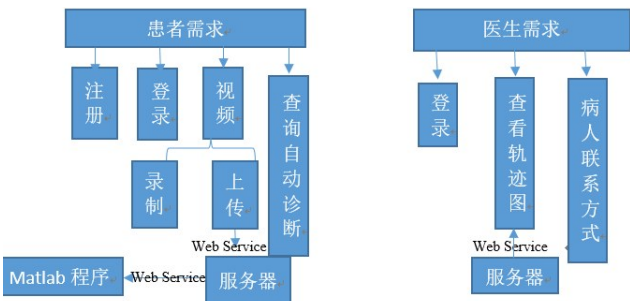 患者需求
注册
登录
视频
查询自动诊断
录制
上传
Web Service
Matlab 程序
Web Service
服务器
医生需求
登录
查看轨迹图
病人联系方式
Web Service
服务器